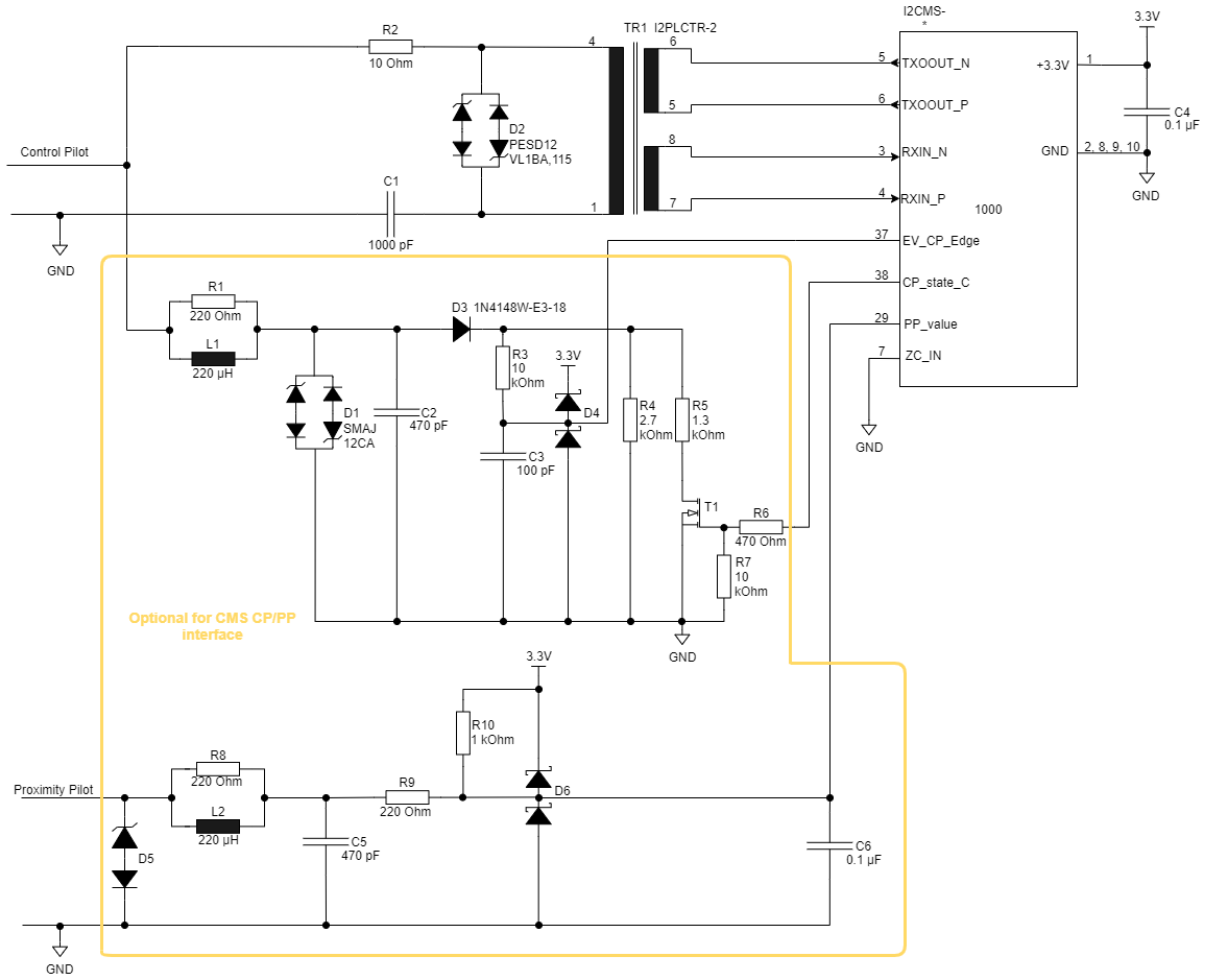 I2CMS-
*
3.3V
R2
10 Ohm
TR1 I2PLCTR-2
4
6
5
TXOOUT_N
+3.3V
1
5
6
TXOOUT_P
C4
0.1 µF
D2
PESD12
VL1BA,115
Control Pilot
8
3
RXIN_N
GND
2, 8, 9, 10
GND
C1
1000 pF
1
7
4
RXIN_P
1000
GND
37
EV_CP_Edge
38
CP_state_C
R1
220 Ohm
L1
220 µH
D3 1N4148W-E3-18
29
PP_value
7
ZC_IN
GND
R3
10
kOhm
3.3V
D4
D1
SMAJ
12CA
C2
470 pF
R4
2.7
kOhm
R5
1.3
kOhm
C3
100 pF
T1
R6
470 Ohm
R7
10
kOhm
Optional for CMS CP/PP
interface
GND
3.3V
R10
1 kOhm
R8
220 Ohm
L2
220 µH
Proximity Pilot
R9
220 Ohm
D6
D5
C5
470 pF
C6
0.1 µF
GND